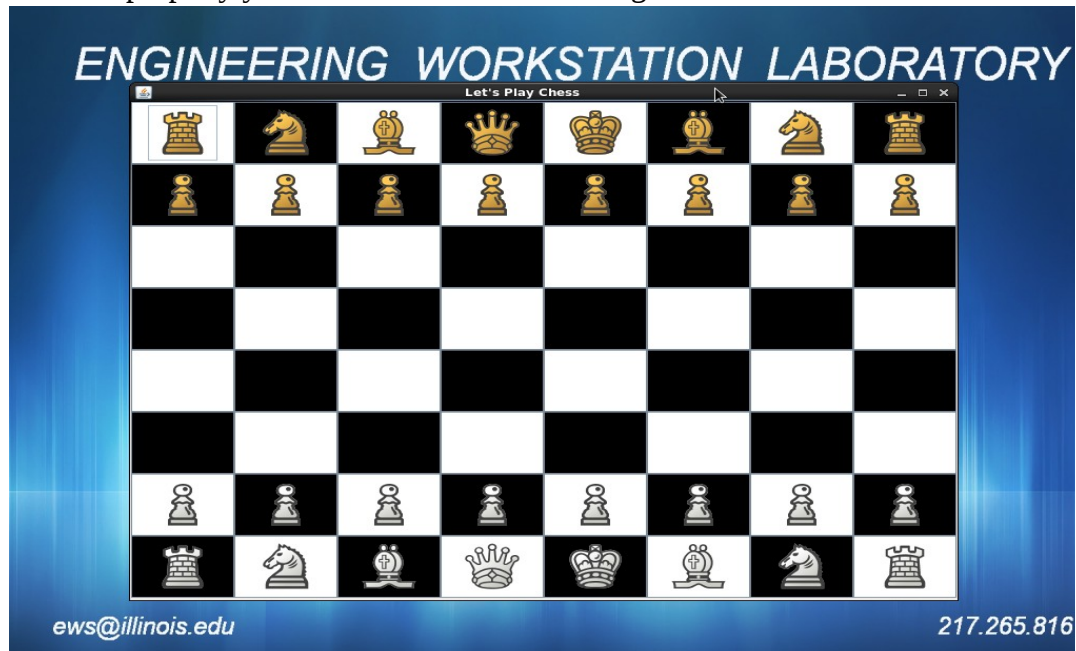 ENGINEERING WORKSTATION LABORATORY
Let's Play Chess
ews@illinois.edu
217.265.816